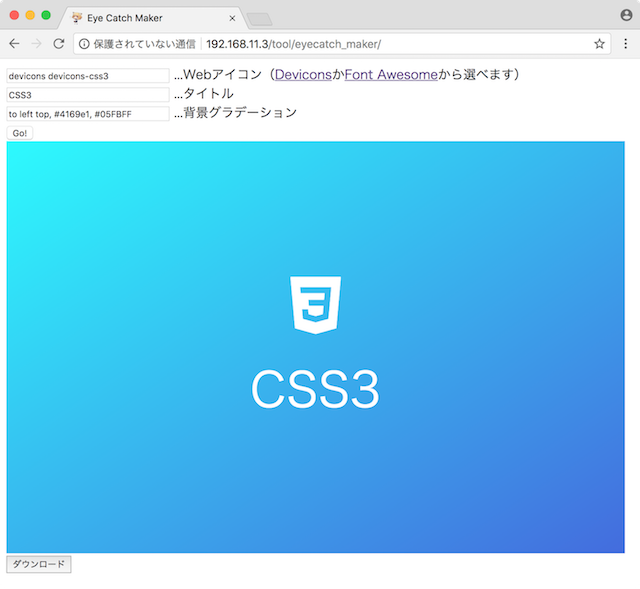 Eye Catch Maker
保護されていない通信 192.168.11.3/tool/eyecatch_maker/
devicons devicons-css3 ...Webアイコン（DeviconsかFont Awesomeから選べます）
CSS3 ...タイトル
to left top, #4169e1, #05FBFF ...背景グラデーション
Go!
3
CSS3
ダウンロード